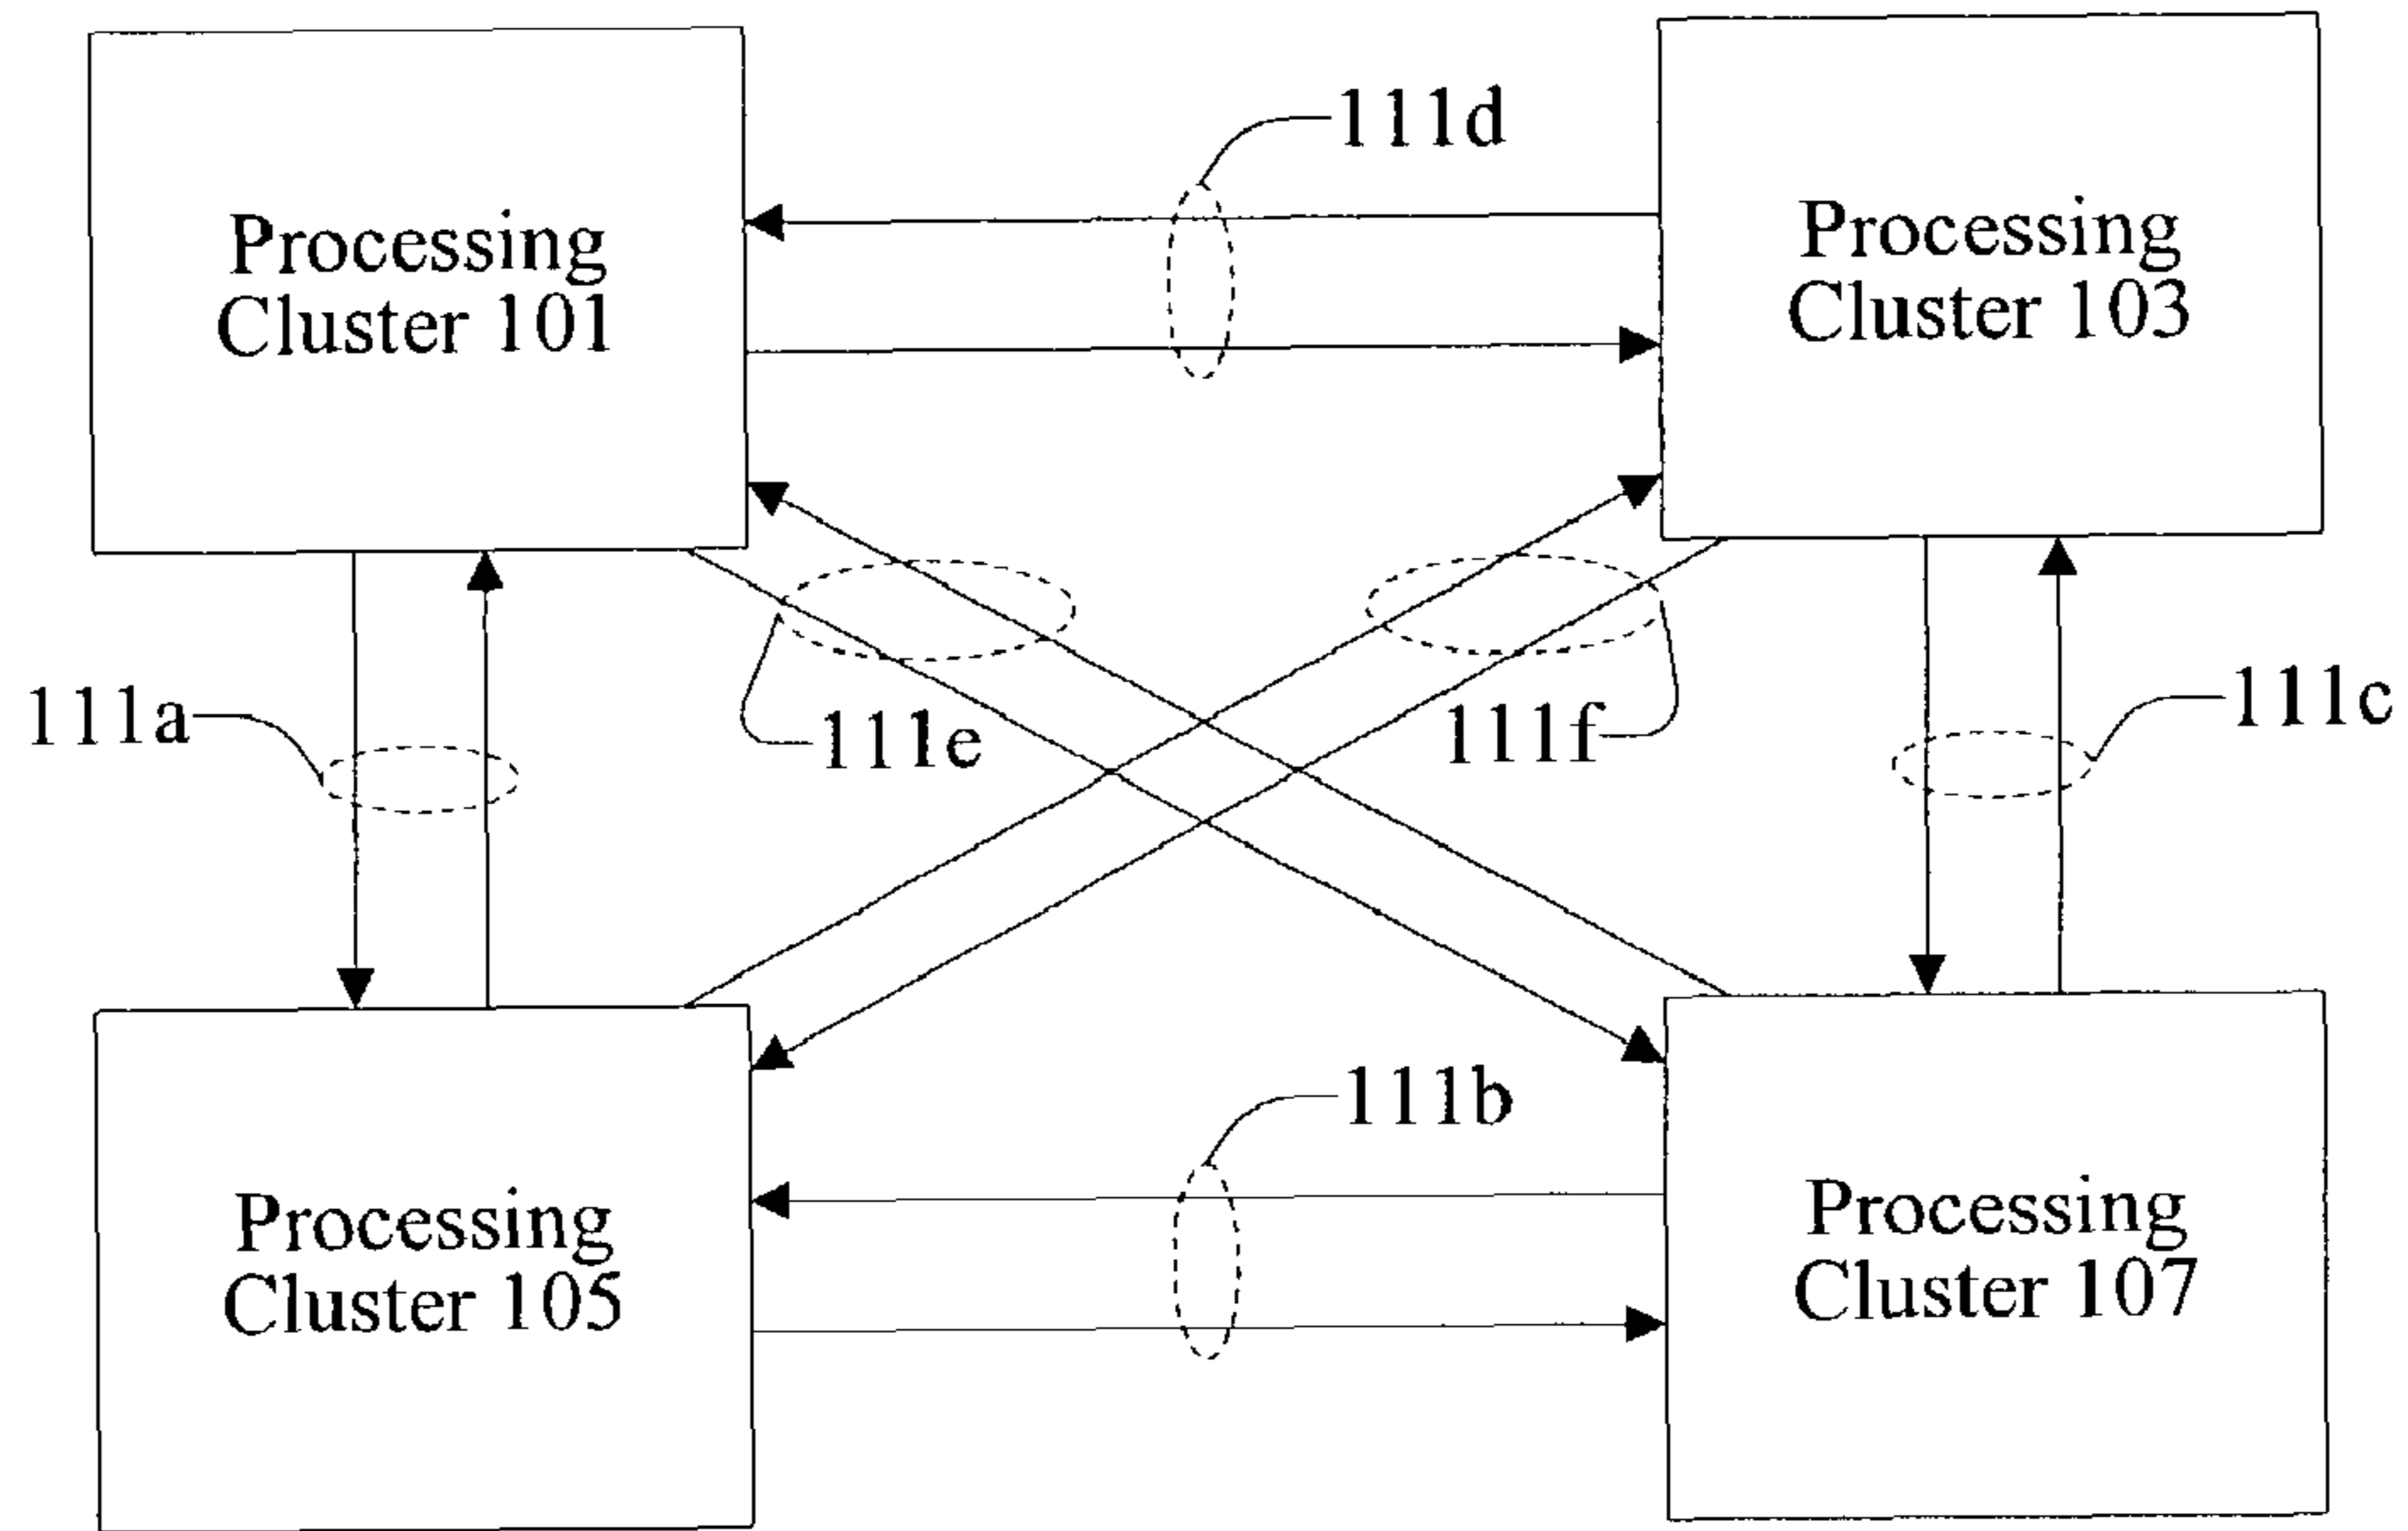 111d
Processing
Cluster 101
Processing
Cluster 103
111a
111e
111f
111c
111b
Processing
Cluster 105
Processing
Cluster 107